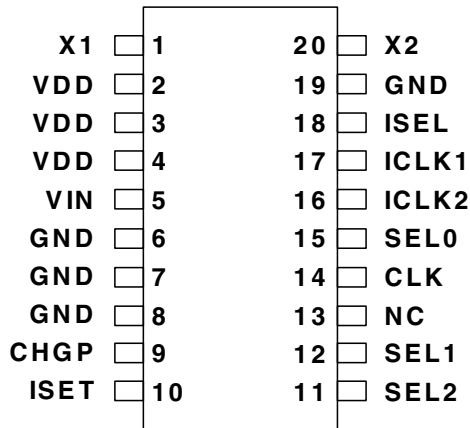 X1 1 20 X2
VDD 2 19 GND
VDD 3 18 ISEL
VDD 4 17 ICLK1
VIN 5 16 ICLK2
GND 6 15 SEL0
GND 7 14 CLK
GND 8 13 NC
CHGP 9 12 SEL1
ISET 10 11 SEL2